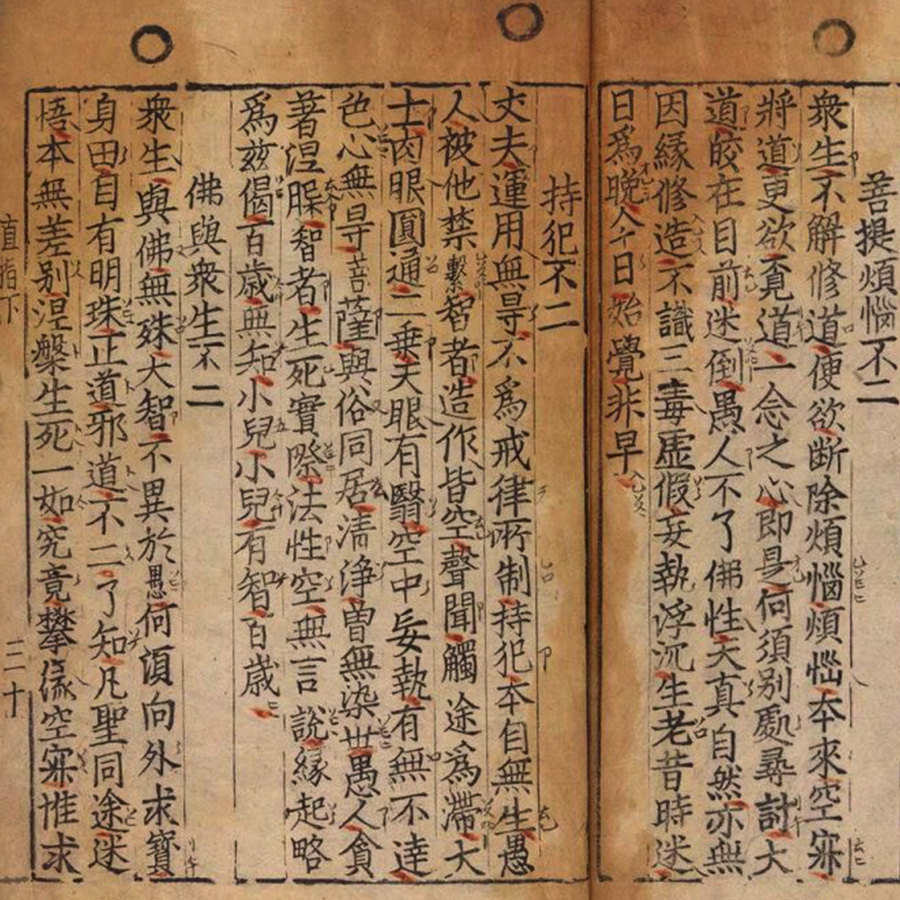 菩提煩惱不二
衆生不解修道便欲断除煩惱煩惱本來空㝠
將道更欲覔道一念之心即是何須別處尋討大
道皎在目前迷倒愚人不了佛性天真自然亦無
因緣修造不識三毒虛假妄執浮沉生老昔時迷
日爲晚今日始覺非早
持犯不二
丈夫運用無㝵不爲戒律所制持犯本自無生愚
人被他禁繫智者造作皆空聲聞觸途爲滯大
士肉眼圓通二乗天眼有翳空中妄執有無不達
色心無㝵菩薩與俗同居淸淨曽無染世愚人貪
著涅槃智者生死實際法性空無言說緣起略
爲兹偈百歲無知小兒小兒有智百歲
佛與衆生不二
衆生與佛無殊大智不異於愚何湏向外求寶
身田自有明珠正道邪道不二了知凡聖同途迷
悟本無差别涅槃生死一如究竟攀緣空㝠惟求
直指下 三十